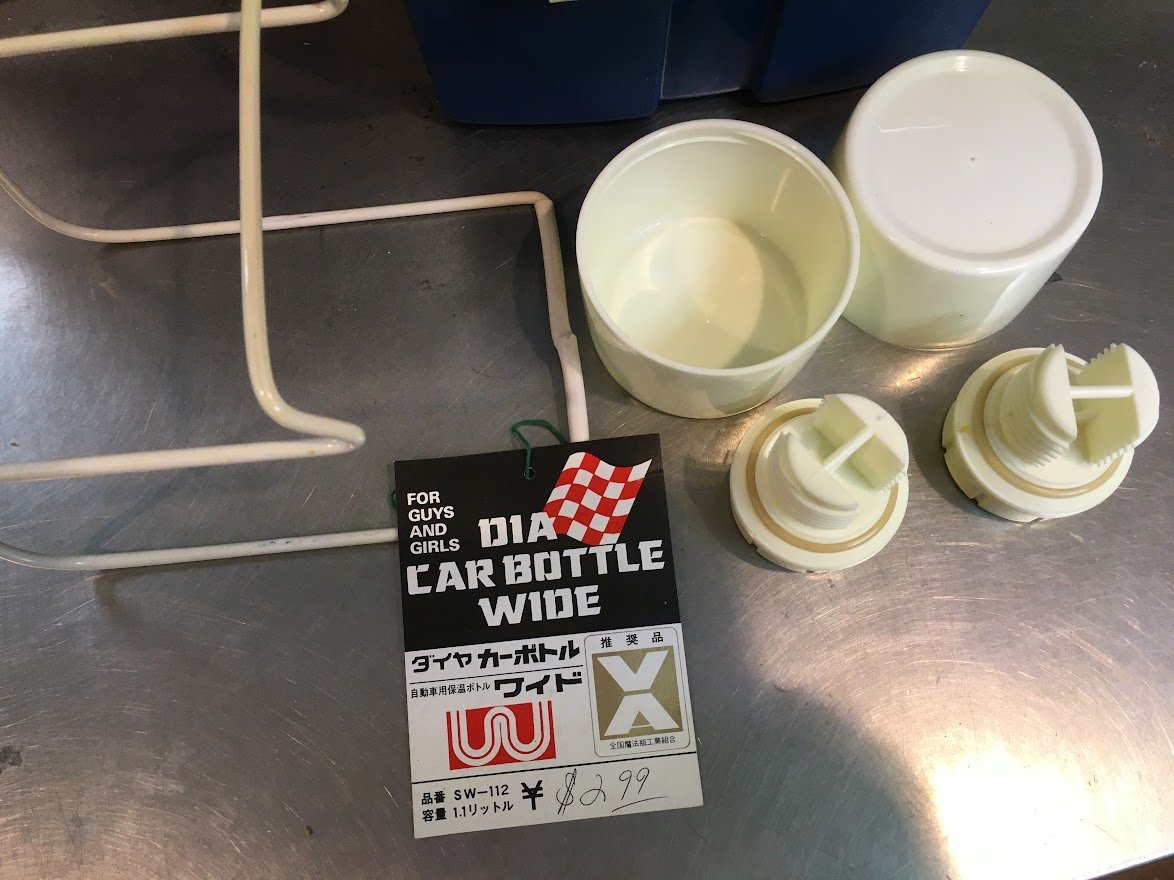 FOR
GUYS
AND
GIRLS
DIA
CAR BOTTLE
WIDE
ダイヤ カーボトル
自動車用保温ボトル ワイド
推奨品
全国魔法瓶工業組合
品番 SW-112
容量 1.1リットル
¥ $2.99